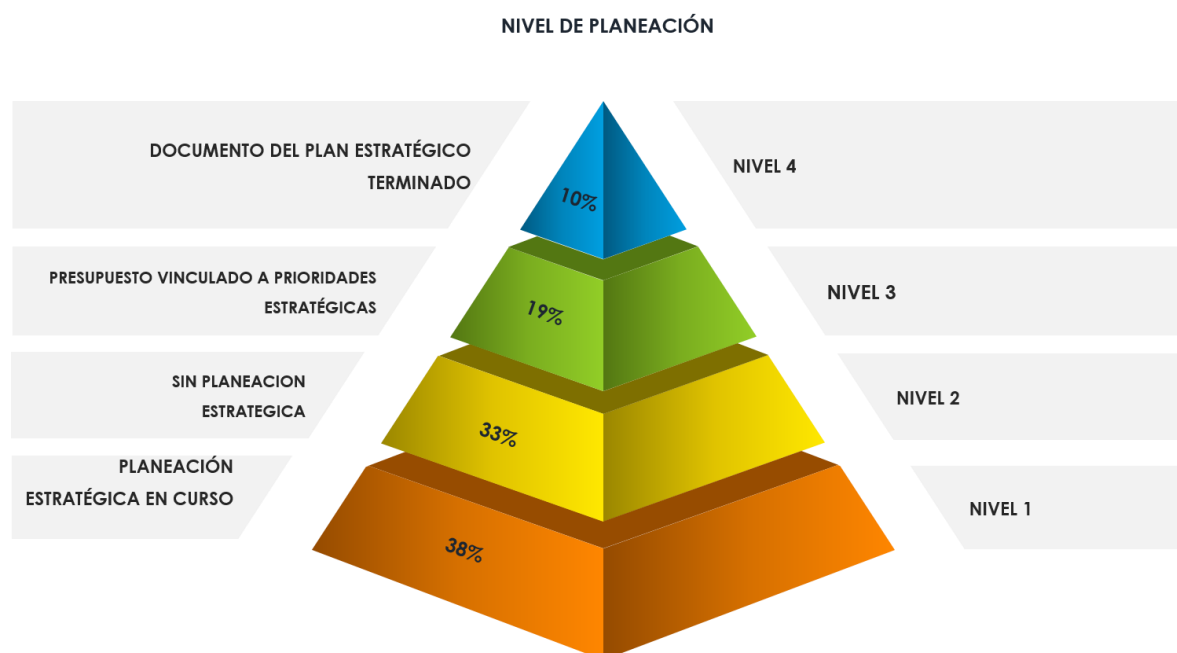 NIVEL DE PLANEACIÓN
DOCUMENTO DEL PLAN ESTRATÉGICO
TERMINADO
10%
NIVEL 4
PRESUPUESTO VINCULADO A PRIORIDADES
ESTRATÉGICAS
19%
NIVEL 3
SIN PLANEACION
ESTRATEGICA
33%
NIVEL 2
PLANEACIÓN
ESTRATÉGICA EN CURSO
38%
NIVEL 1